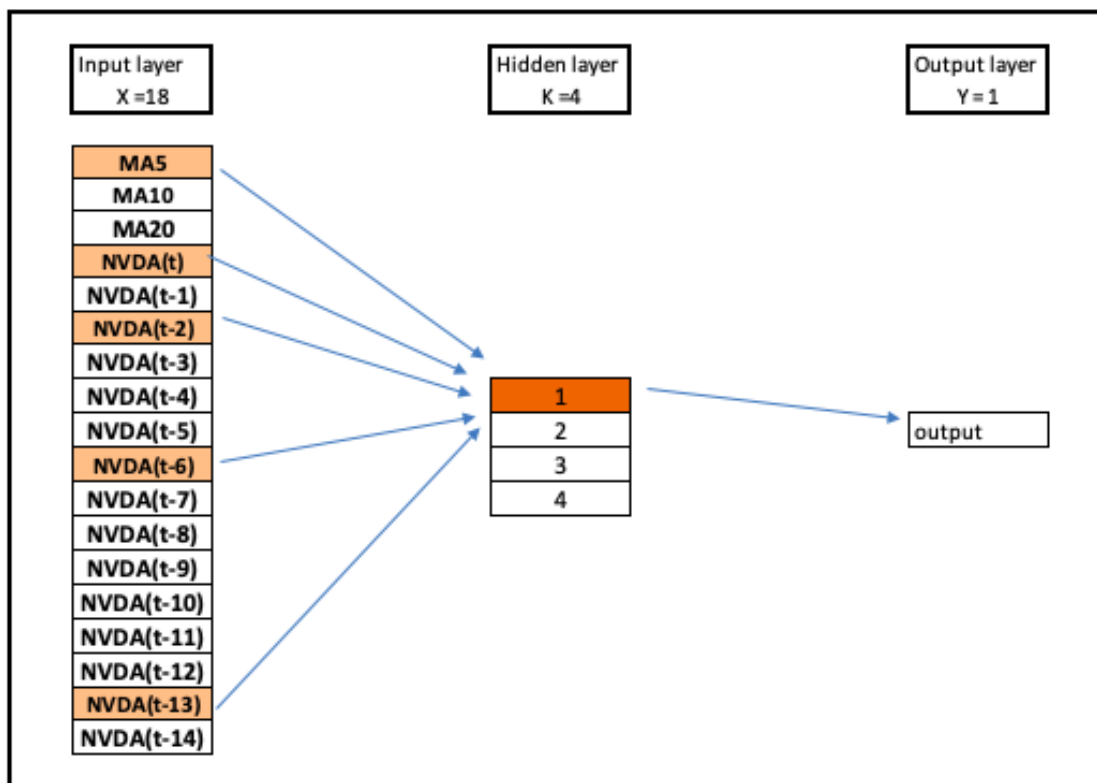 Input layer
X =18
Hidden layer
K =4
Output layer
Y = 1
MA5
MA10
MA20
NVDA(t)
NVDA(t-1)
NVDA(t-2)
NVDA(t-3)
NVDA(t-4)
NVDA(t-5)
NVDA(t-6)
NVDA(t-7)
NVDA(t-8)
NVDA(t-9)
NVDA(t-10)
NVDA(t-11)
NVDA(t-12)
NVDA(t-13)
NVDA(t-14)
1
2
3
4
output